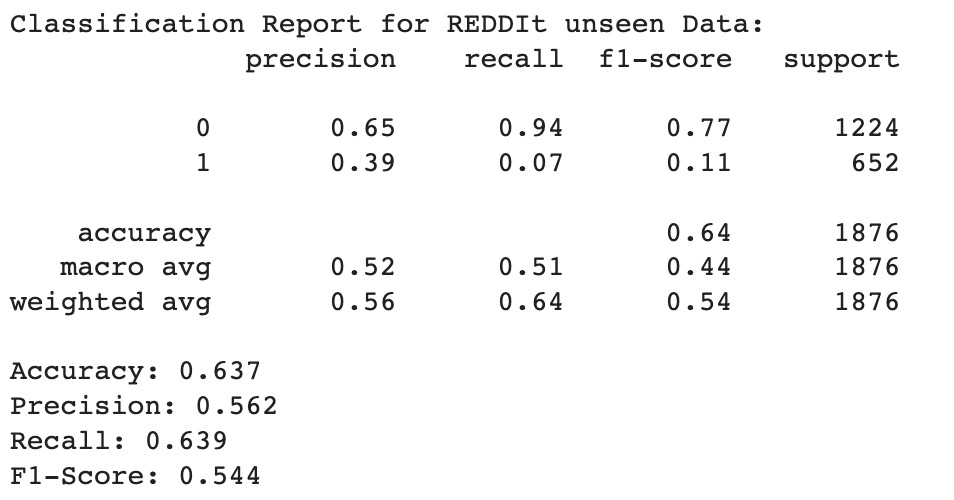 Classification Report for REDDIt unseen Data:
precision recall f1-score support
0 0.65 0.94 0.77 1224
1 0.39 0.07 0.11 652
accuracy 0.64 1876
macro avg 0.52 0.51 0.44 1876
weighted avg 0.56 0.64 0.54 1876
Accuracy: 0.637
Precision: 0.562
Recall: 0.639
F1-Score: 0.544